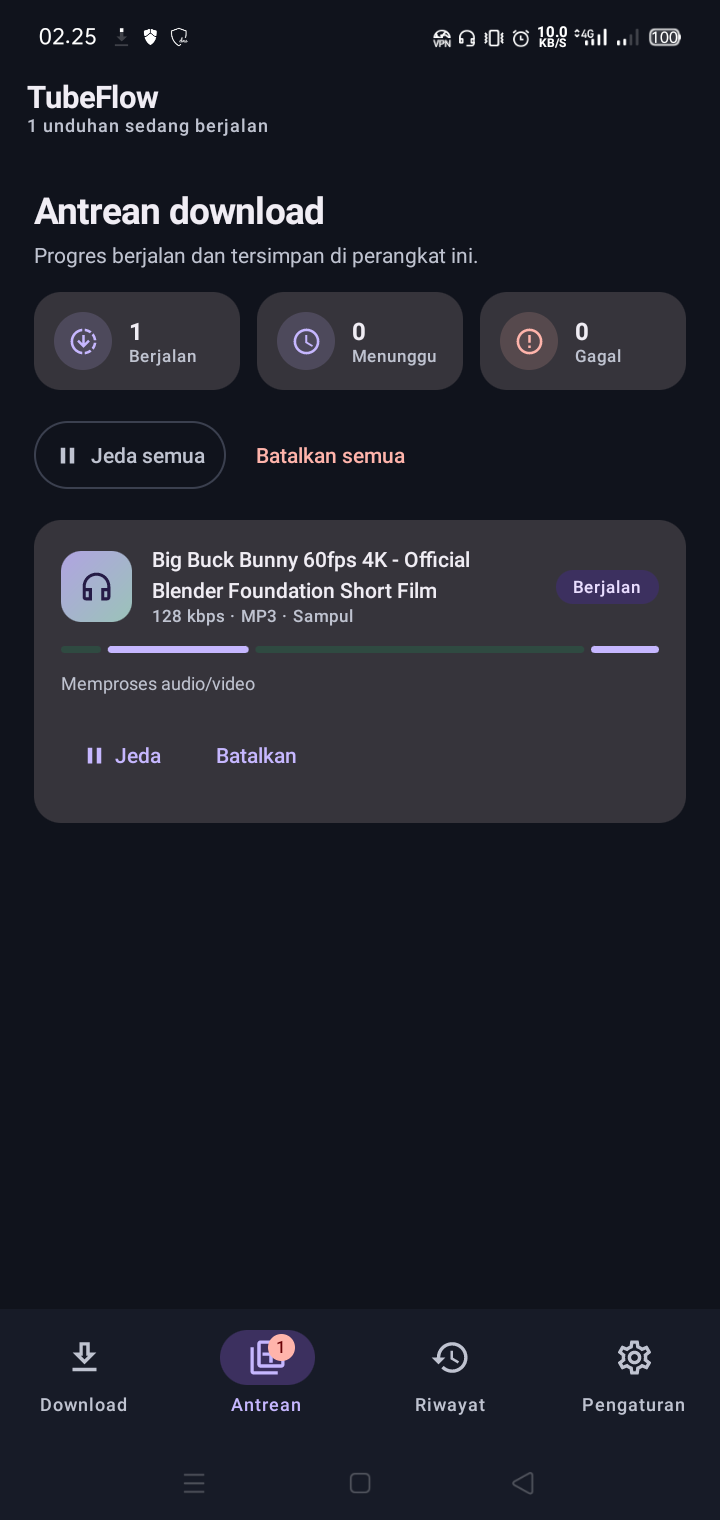 02.25
VPN
10.0
KB/S
4G
100
TubeFlow
1 unduhan sedang berjalan
Antrean download
Progres berjalan dan tersimpan di perangkat ini.
1
Berjalan
0
Menunggu
0
Gagal
Jeda semua
Batalkan semua
Big Buck Bunny 60fps 4K - Official
Blender Foundation Short Film
128 kbps · MP3 · Sampul
Berjalan
Memproses audio/video
Jeda
Batalkan
1
Download
Antrean
Riwayat
Pengaturan